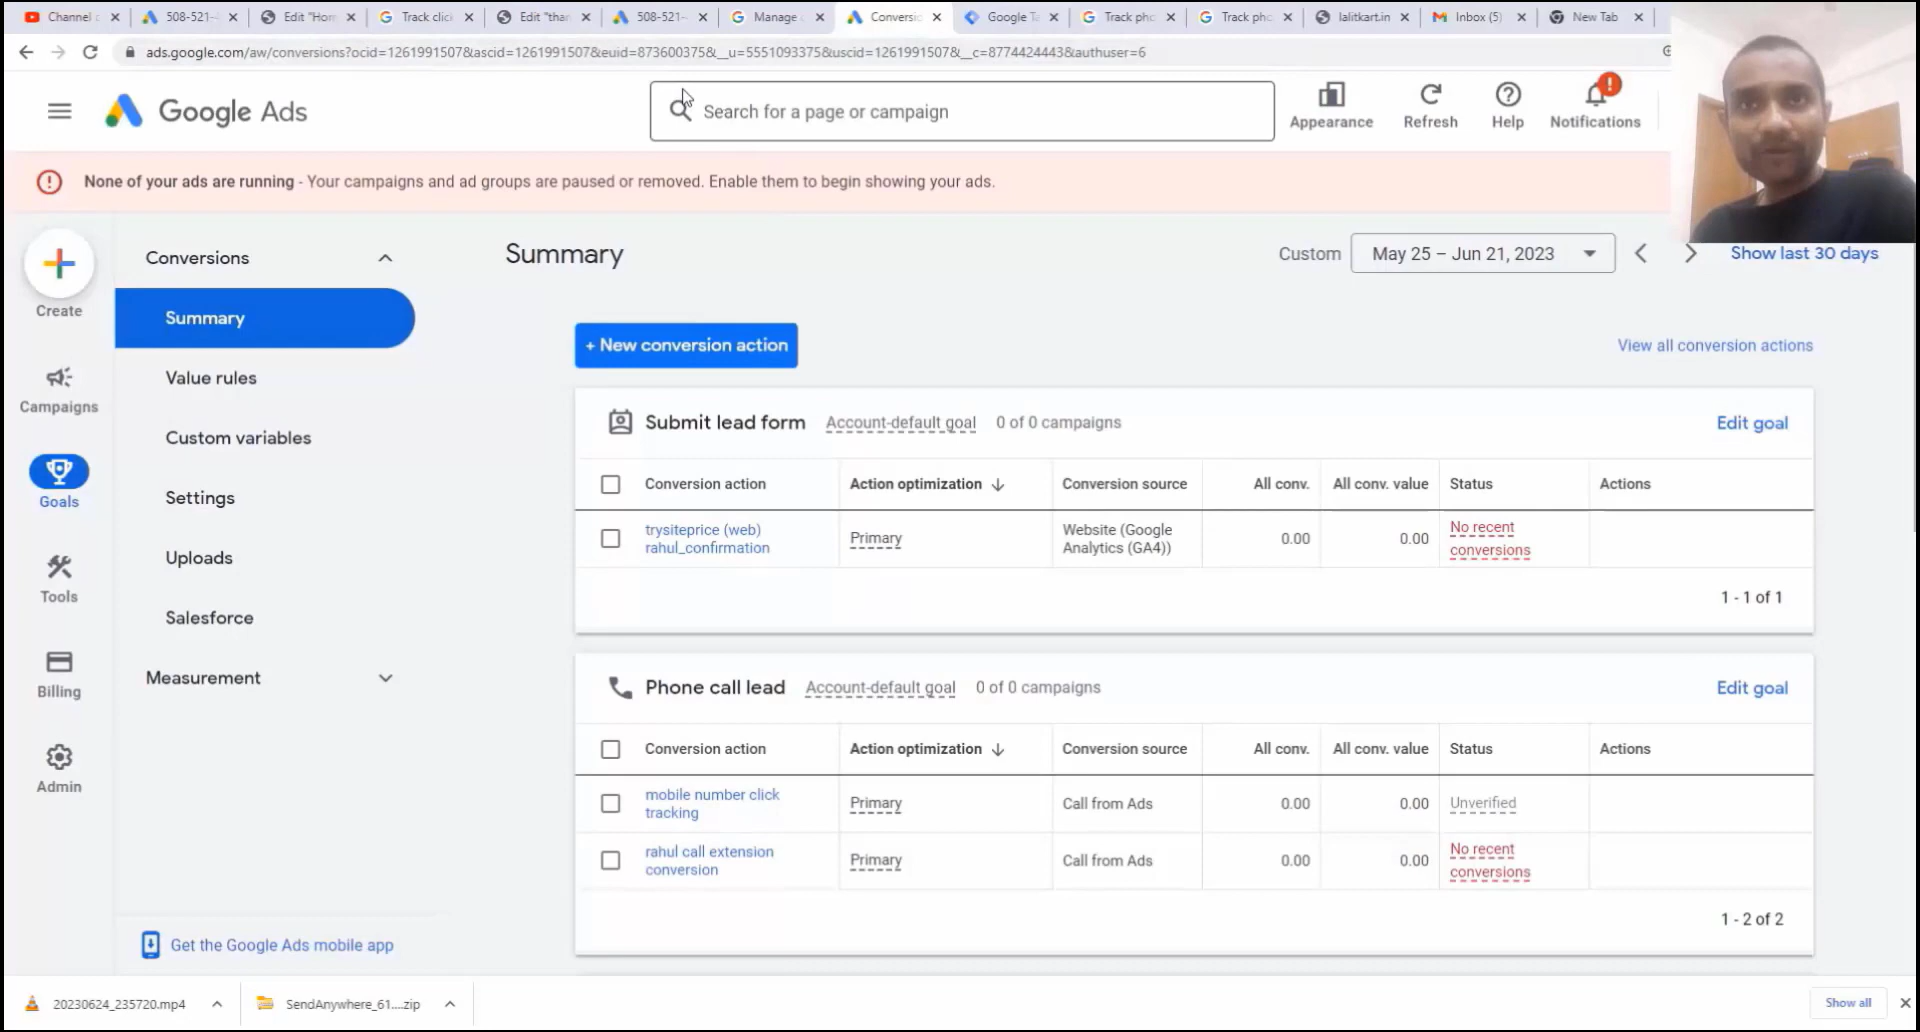 Channel
508-521-
Edit "Hom
Track click
Edit "than
508-521-
Manage
Conversio
Google Ta
Track pho
Track pho
lalitkart.in
Inbox (5)
New Tab
ads.google.com/aw/conversions?ocid=1261991507&ascid=1261991507&euid=873600375&__u=5551093375&uscid=1261991507&__c=8774424443&authuser=6
Google Ads
Search for a page or campaign
Appearance
Refresh
Help
Notifications
None of your ads are running - Your campaigns and ad groups are paused or removed. Enable them to begin showing your ads.
Create
Campaigns
Goals
Tools
Billing
Admin
Conversions
Summary
Value rules
Custom variables
Settings
Uploads
Salesforce
Measurement
Get the Google Ads mobile app
Summary
Custom May 25 – Jun 21, 2023 Show last 30 days
+ New conversion action
View all conversion actions
Submit lead form Account-default goal 0 of 0 campaigns Edit goal
Conversion action Action optimization Conversion source All conv. All conv. value Status Actions
trysiteprice (web) rahul_confirmation Primary Website (Google Analytics (GA4)) 0.00 0.00 No recent conversions
1 - 1 of 1
Phone call lead Account-default goal 0 of 0 campaigns Edit goal
Conversion action Action optimization Conversion source All conv. All conv. value Status Actions
mobile number click tracking Primary Call from Ads 0.00 0.00 Unverified
rahul call extension conversion Primary Call from Ads 0.00 0.00 No recent conversions
1 - 2 of 2
20230624_235720.mp4
SendAnywhere_61....zip
Show all